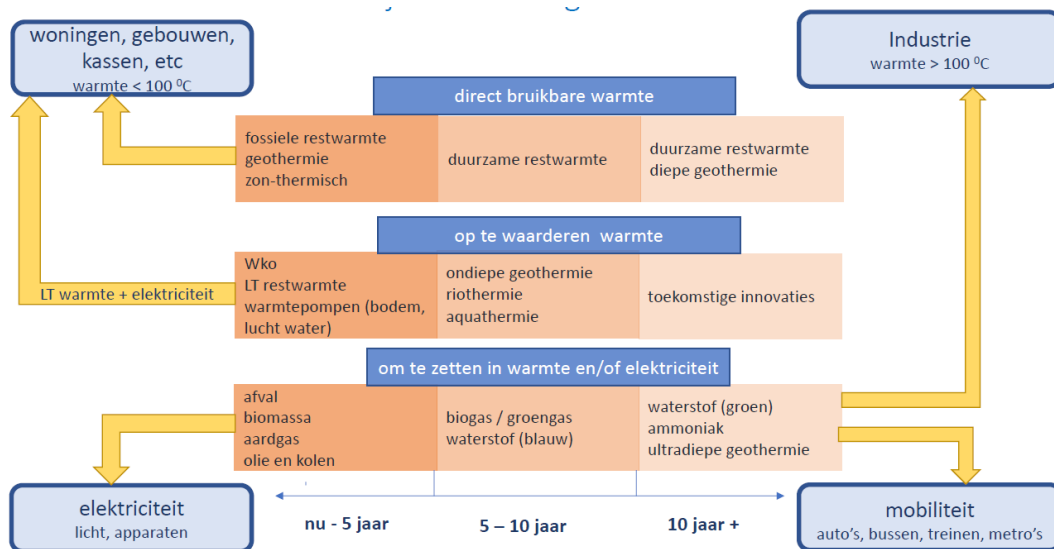 woningen, gebouwen,
kassen, etc
warmte < 100 ⁰C
Industrie
warmte > 100 ⁰C
direct bruikbare warmte
fossiele restwarmte
geothermie
zon-thermisch
duurzame restwarmte
duurzame restwarmte
diepe geothermie
op te waarderen warmte
Wko
LT restwarmte
warmtepompen (bodem,
lucht water)
ondiepe geothermie
riothermie
aquathermie
toekomstige innovaties
LT warmte + elektriciteit
om te zetten in warmte en/of elektriciteit
afval
biomassa
aardgas
olie en kolen
biogas / groengas
waterstof (blauw)
waterstof (groen)
ammoniak
ultradiepe geothermie
elektriciteit
licht, apparaten
nu - 5 jaar
5 – 10 jaar
10 jaar +
mobiliteit
auto's, bussen, treinen, metro's